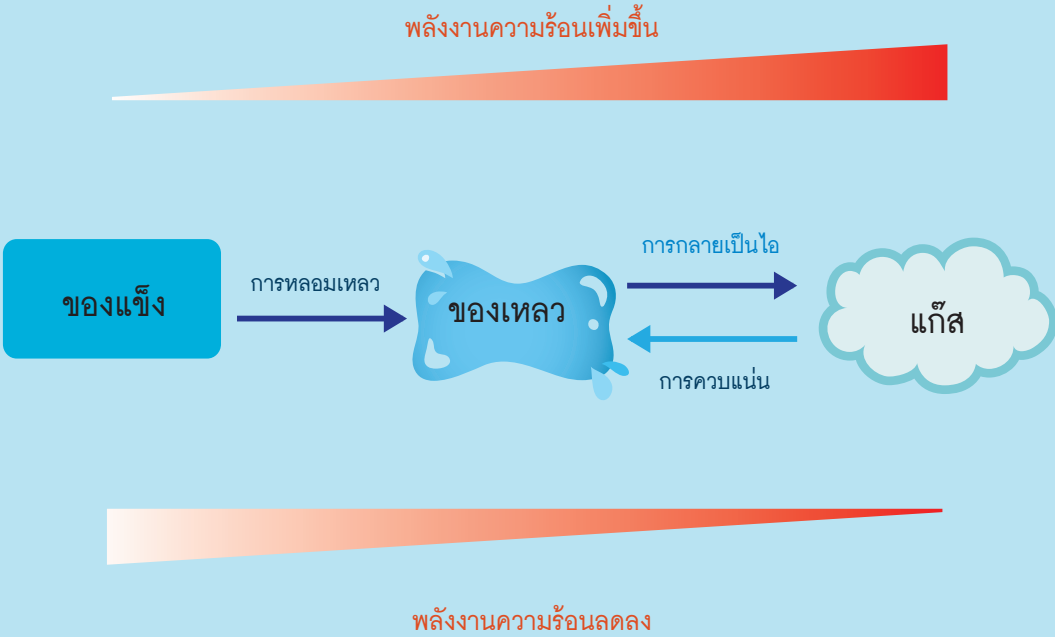 พลังงานความร้อนเพิ่มขึ้น
การกลายเป็นไอ
การหลอมเหลว
ของแข็ง
ของเหลว
แก๊ส
การควบแน่น
พลังงานความร้อนลดลง